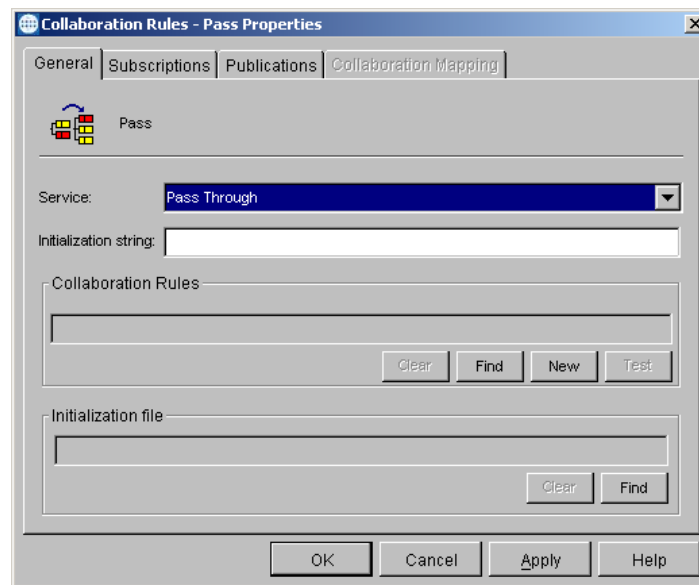 Collaboration Rules - Pass Properties
General Subscriptions Publications Collaboration Mapping
Pass
Service: Pass Through
Initialization string:
Collaboration Rules
Clear Find New Test
Initialization file
Clear Find
OK Cancel Apply Help